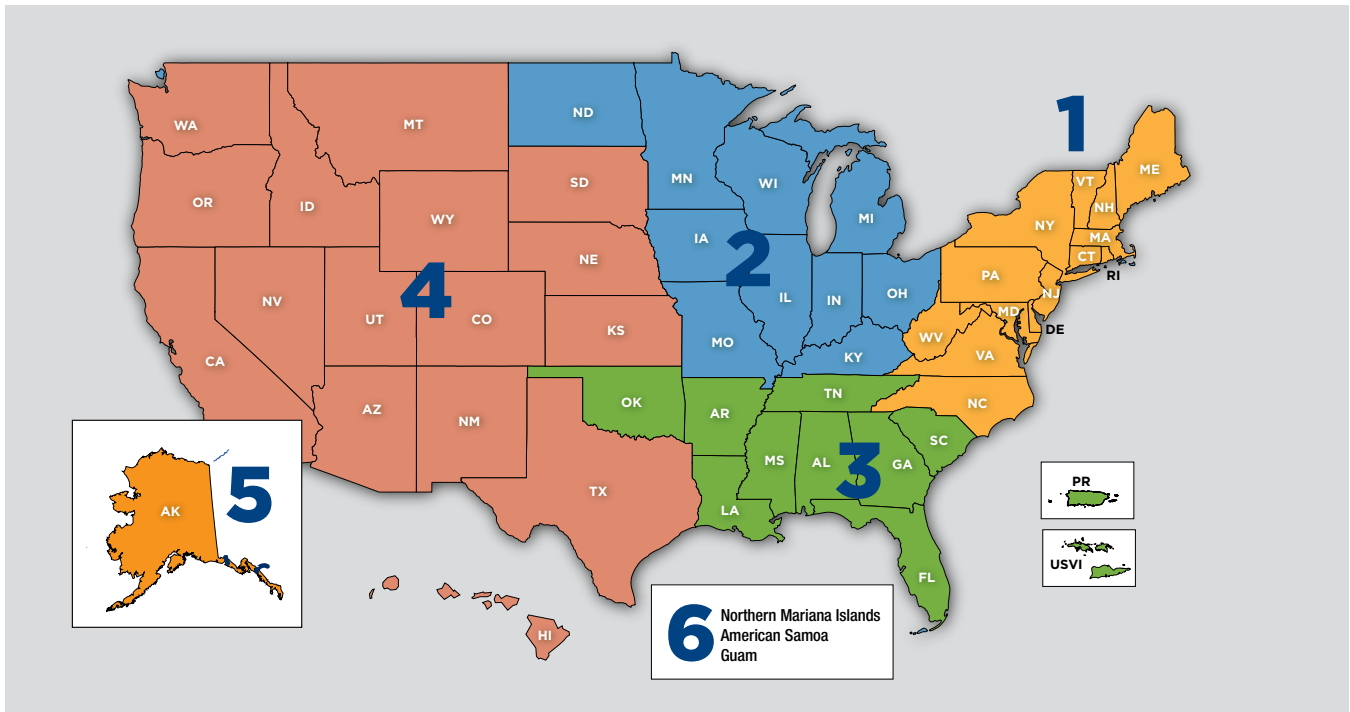 1
ME
VT
NH
NY
MA
CT
RI
PA
NJ
MD
DE
WV
VA
NC
2
ND
MN
WI
MI
IA
IL
IN
OH
MO
KY
3
OK
AR
TN
MS
AL
GA
SC
LA
FL
PR
USVI
4
WA
MT
OR
ID
WY
SD
NE
NV
UT
CO
KS
CA
AZ
NM
TX
HI
5
AK
6
Northern Mariana Islands
American Samoa
Guam